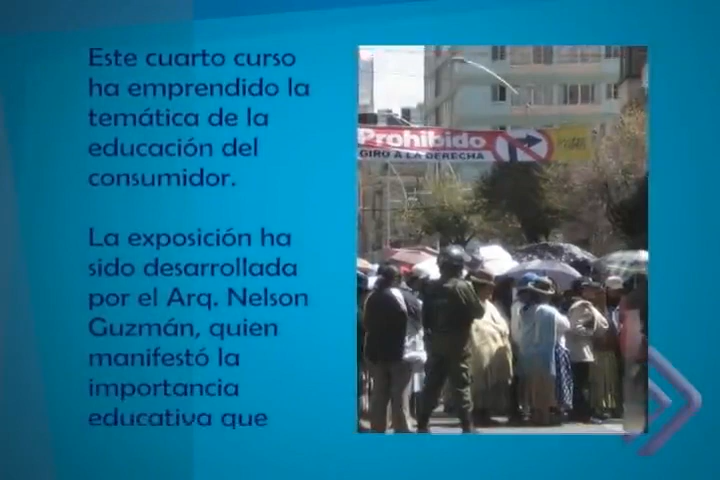 Este cuarto curso
ha emprendido la
temática de la
educación del
consumidor.
La exposición ha
sido desarrollada
por el Arq. Nelson
Guzmán, quien
manifestó la
importancia
educativa que
Prohibido
GIRO A LA DERECHA